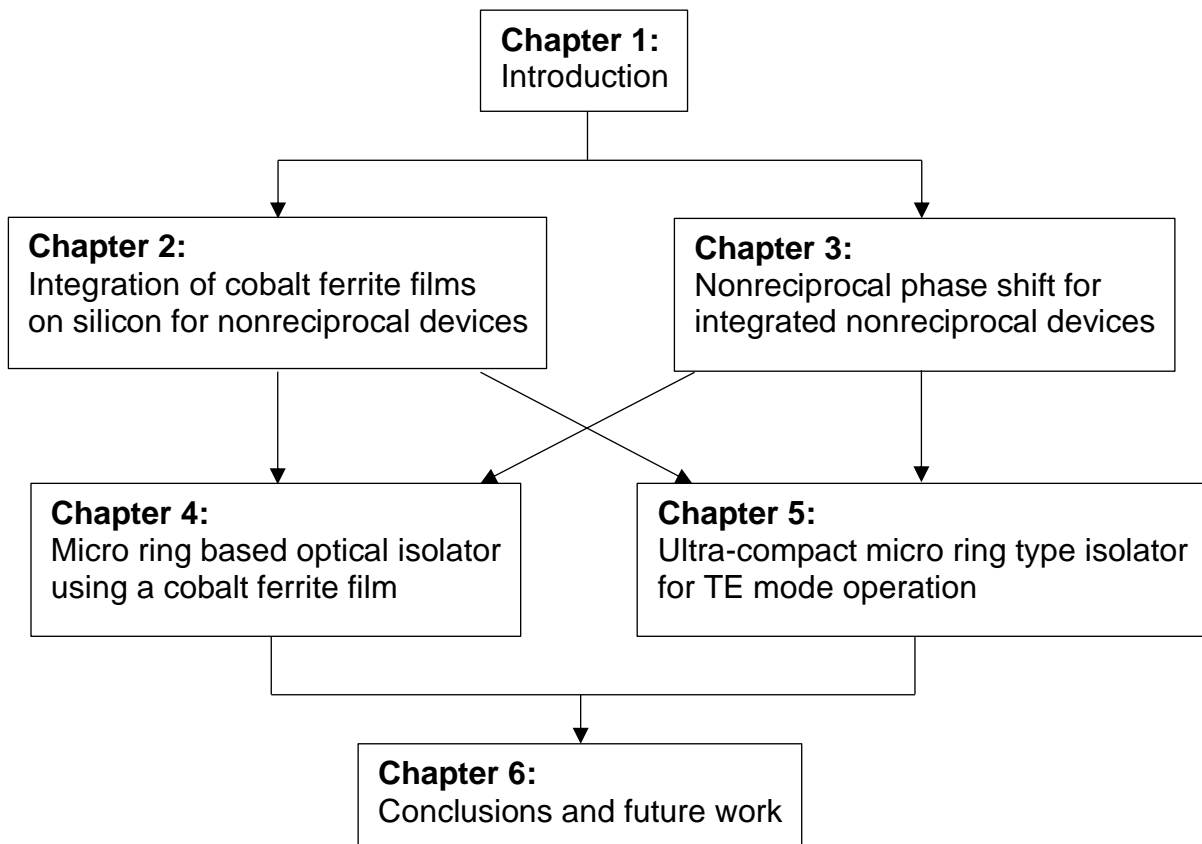 Chapter 1:
Introduction
Chapter 2:
Integration of cobalt ferrite films
on silicon for nonreciprocal devices
Chapter 3:
Nonreciprocal phase shift for
integrated nonreciprocal devices
Chapter 4:
Micro ring based optical isolator
using a cobalt ferrite film
Chapter 5:
Ultra-compact micro ring type isolator
for TE mode operation
Chapter 6:
Conclusions and future work